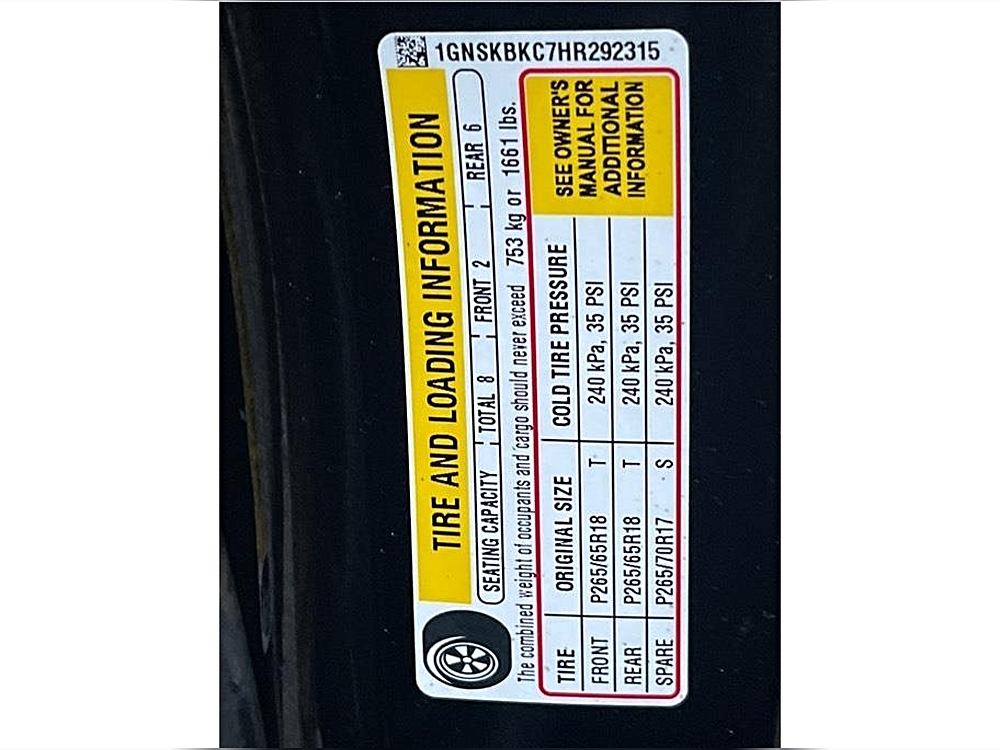 1GNSKBKC7HR292315
TIRE AND LOADING INFORMATION
SEATING CAPACITY TOTAL 8 FRONT 2 REAR 6
The combined weight of occupants and cargo should never exceed 753 kg or 1661 lbs.
TIRE ORIGINAL SIZE COLD TIRE PRESSURE
FRONT P265/65R18 T 240 kPa, 35 PSI
REAR P265/65R18 T 240 kPa, 35 PSI
SPARE P265/70R17 S 240 kPa, 35 PSI
SEE OWNER'S
MANUAL FOR
ADDITIONAL
INFORMATION